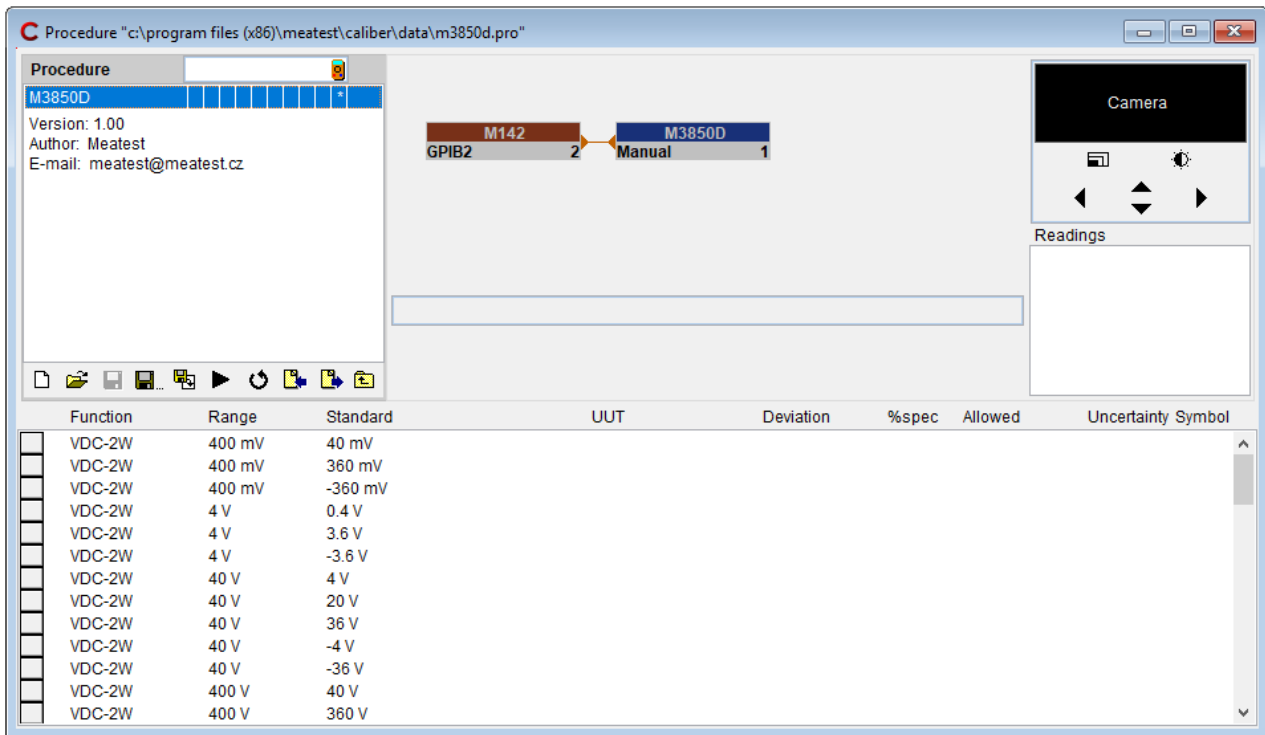 C Procedure "c:\program files (x86)\meatest\caliber\data\m3850d.pro"
Procedure
M3850D *
Version: 1.00
Author: Meatest
E-mail: meatest@meatest.cz
M142 M3850D
GPIB2 2 Manual 1
Camera
Readings
Function Range Standard UUT Deviation %spec Allowed Uncertainty Symbol
VDC-2W 400 mV 40 mV
VDC-2W 400 mV 360 mV
VDC-2W 400 mV -360 mV
VDC-2W 4 V 0.4 V
VDC-2W 4 V 3.6 V
VDC-2W 4 V -3.6 V
VDC-2W 40 V 4 V
VDC-2W 40 V 20 V
VDC-2W 40 V 36 V
VDC-2W 40 V -4 V
VDC-2W 40 V -36 V
VDC-2W 400 V 40 V
VDC-2W 400 V 360 V